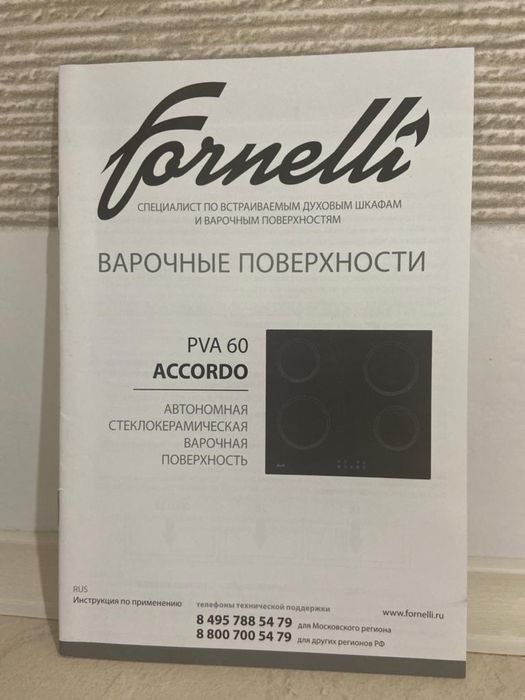 Fornelli
СПЕЦИАЛИСТ ПО ВСТРАИВАЕМЫМ ДУХОВЫМ ШКАФАМ
И ВАРОЧНЫМ ПОВЕРХНОСТЯМ
ВАРОЧНЫЕ ПОВЕРХНОСТИ
PVA 60
ACCORDO
АВТОНОМНАЯ
СТЕКЛОКЕРАМИЧЕСКАЯ
ВАРОЧНАЯ
ПОВЕРХНОСТЬ
RUS
Инструкция по применению
телефоны технической поддержки
8 495 788 54 79 для Московского региона
8 800 700 54 79 для других регионов РФ
www.fornelli.ru